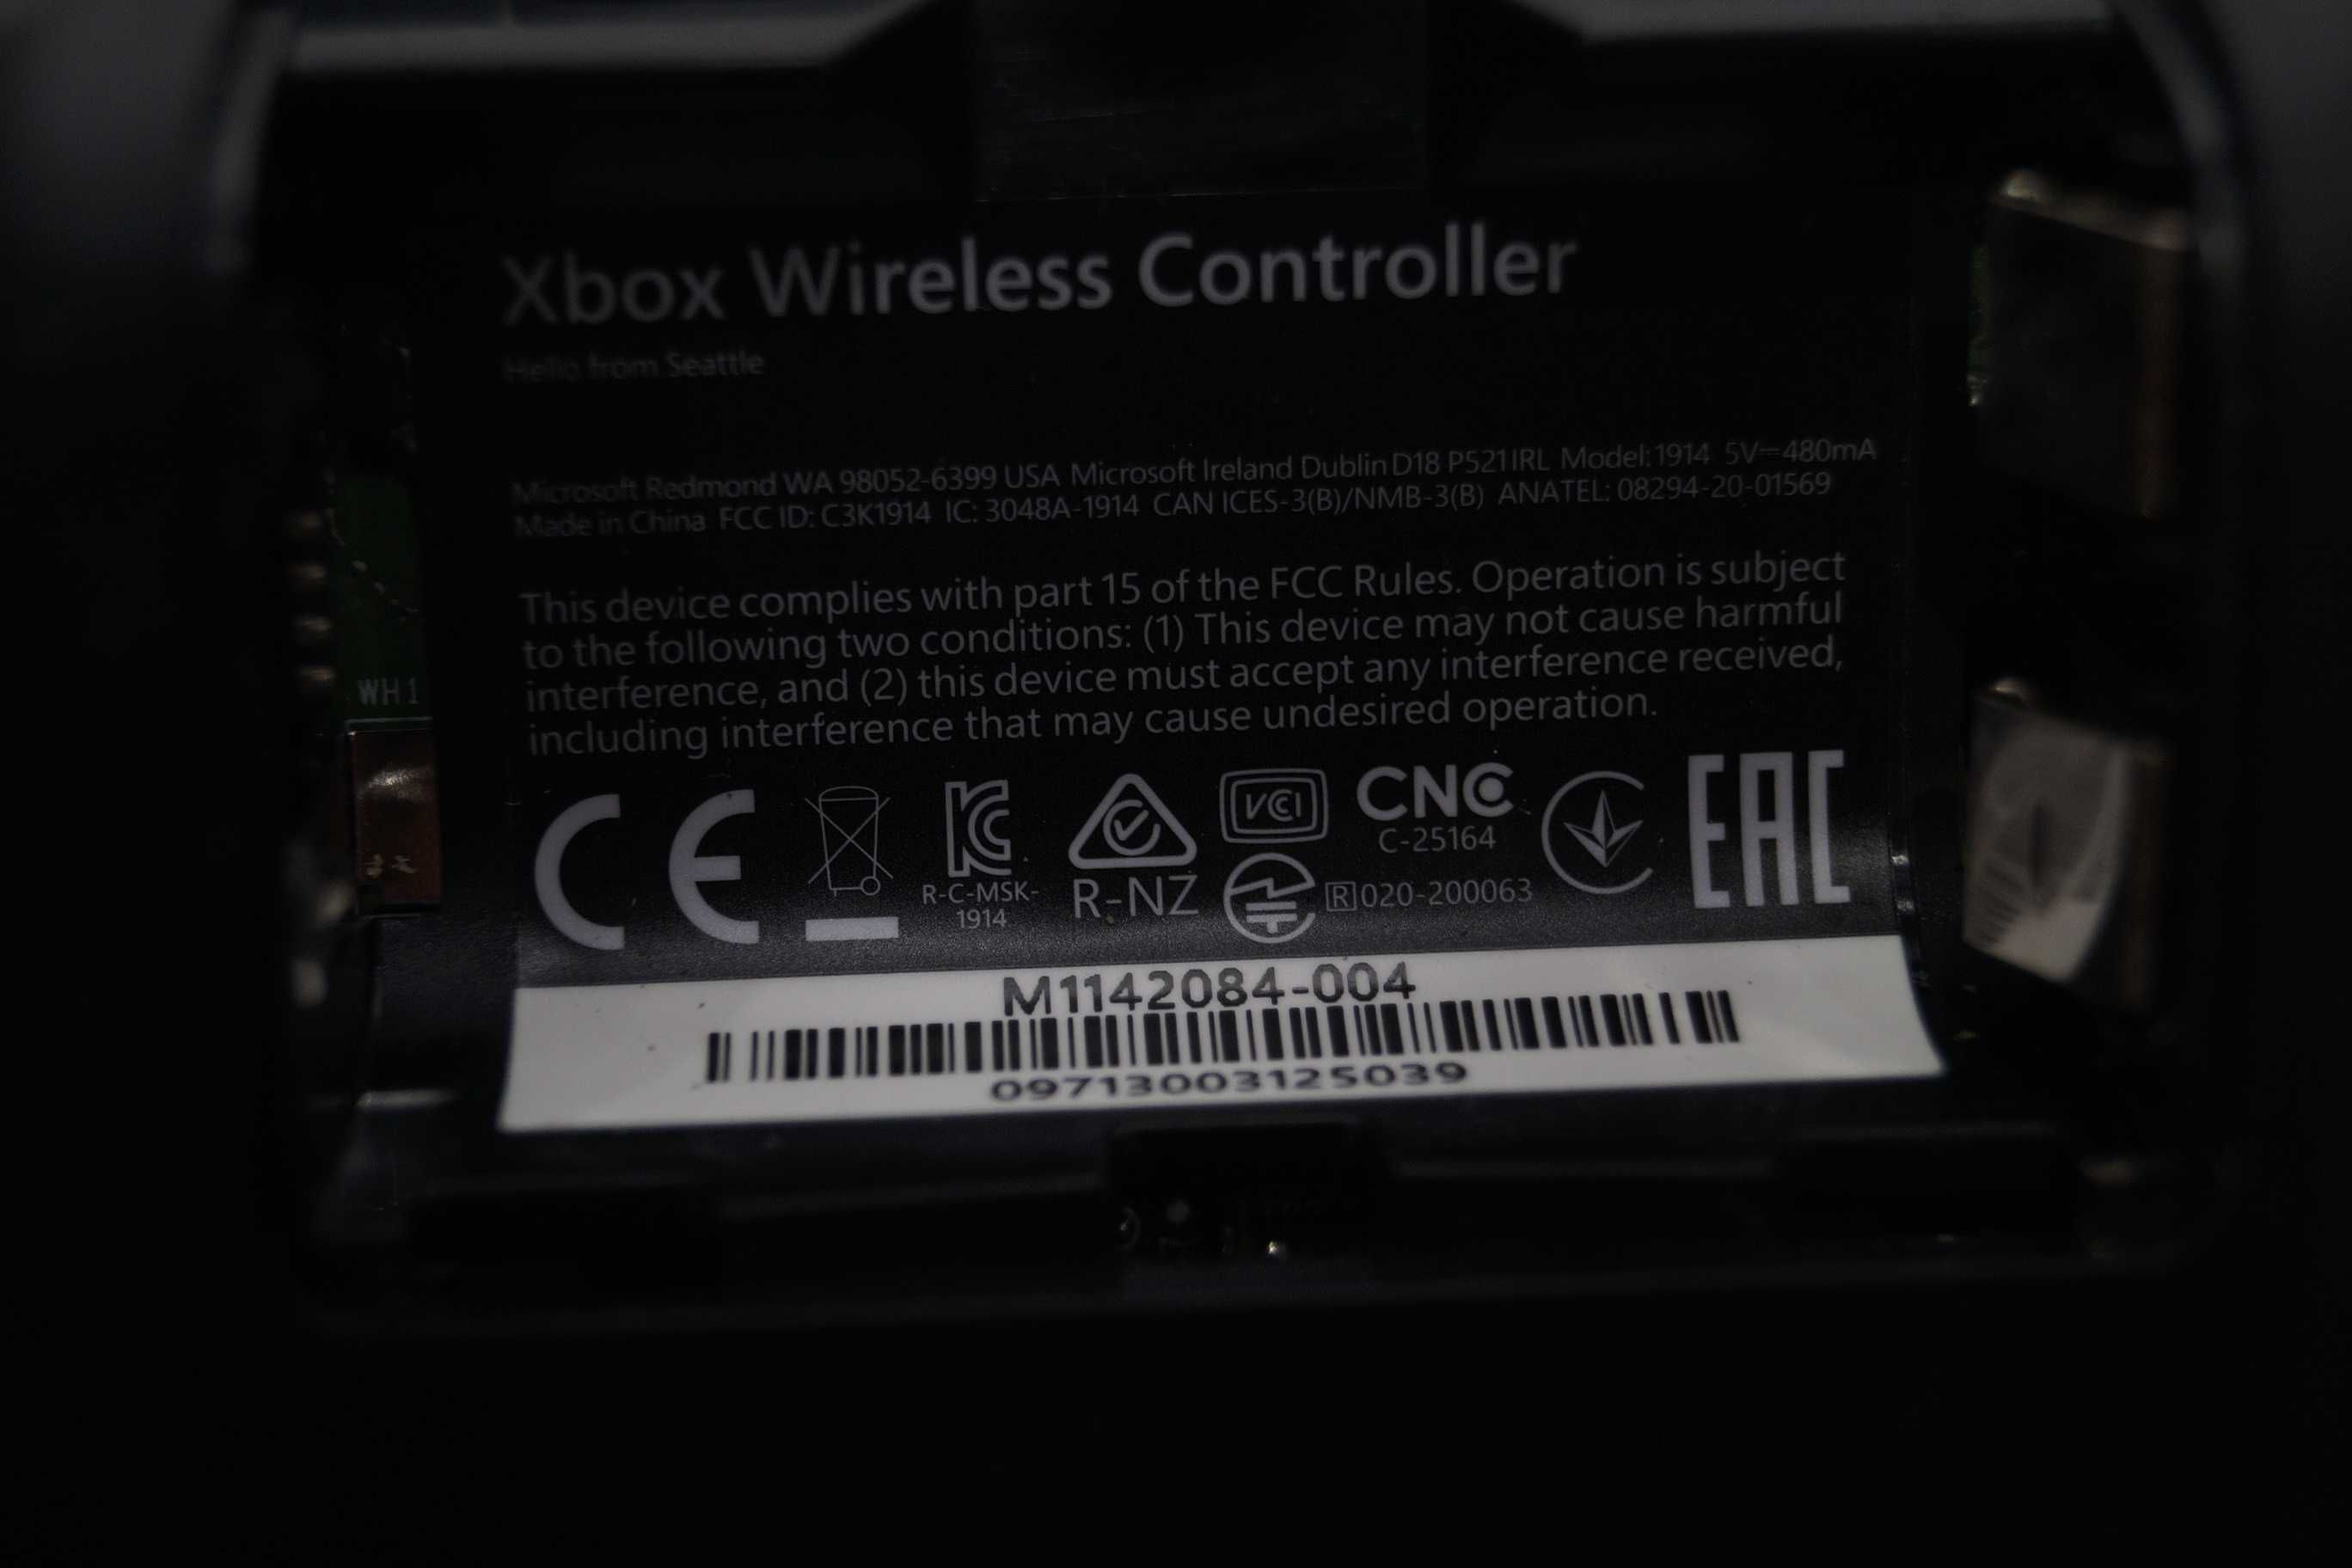 Xbox Wireless Controller
Hello from Seattle
Microsoft Redmond WA 98052-6399 USA Microsoft Ireland Dublin D18 P521 IRL Model: 1914 5V⎓480mA
Made in China FCC ID: C3K1914 IC: 3048A-1914 CAN ICES-3(B)/NMB-3(B) ANATEL: 08294-20-01569
This device complies with part 15 of the FCC Rules. Operation is subject
to the following two conditions: (1) This device may not cause harmful
interference, and (2) this device must accept any interference received,
including interference that may cause undesired operation.
WH1
CE
KC
R-C-MSK-
1914
R-NZ
VCCI
CNC
C-25164
R 020-200063
EAC
M1142084-004
09713003125039